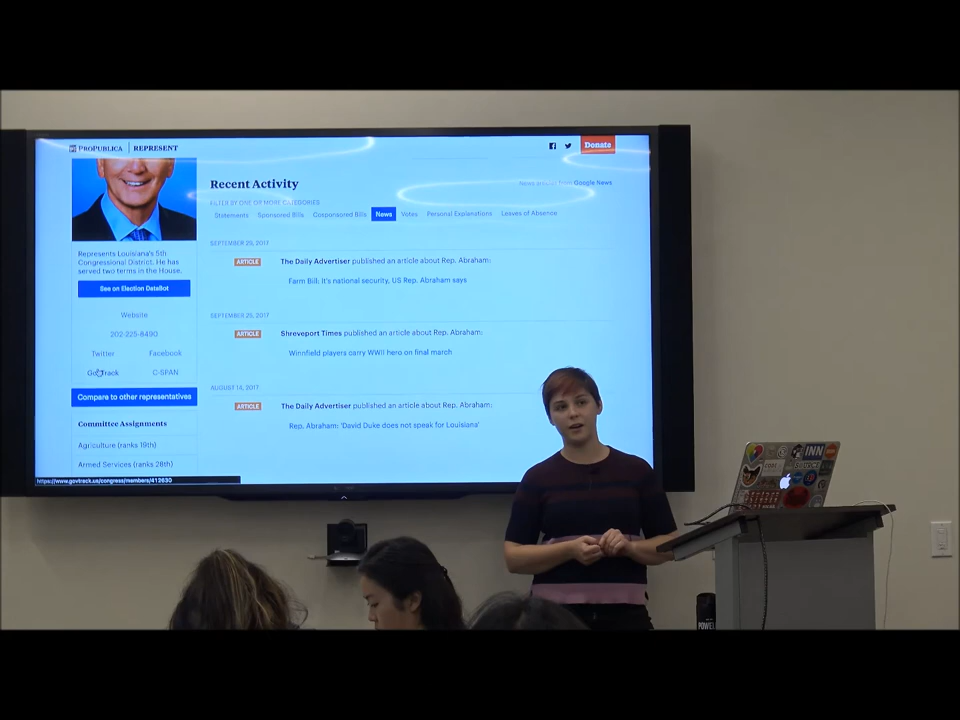 PROPUBLICA | REPRESENT
Donate
Recent Activity
News articles from Google News
FILTER BY ONE OR MORE CATEGORIES
Statements Sponsored Bills Cosponsored Bills News Votes Personal Explanations Leaves of Absence
SEPTEMBER 25, 2017
ARTICLE The Daily Advertiser published an article about Rep. Abraham:
Farm Bill: It's national security, US Rep. Abraham says
SEPTEMBER 25, 2017
ARTICLE Shreveport Times published an article about Rep. Abraham:
Winnfield players carry WWII hero on final march
AUGUST 14, 2017
ARTICLE The Daily Advertiser published an article about Rep. Abraham:
Rep. Abraham: 'David Duke does not speak for Louisiana'
Represents Louisiana's 5th
Congressional District. He has
served two terms in the House.
See on Election DataBot
Website
202-225-8490
Twitter Facebook
GovTrack C-SPAN
Compare to other representatives
Committee Assignments
Agriculture (ranks 19th)
Armed Services (ranks 28th)
https://www.govtrack.us/congress/members/412630
INN
CODE
POWE